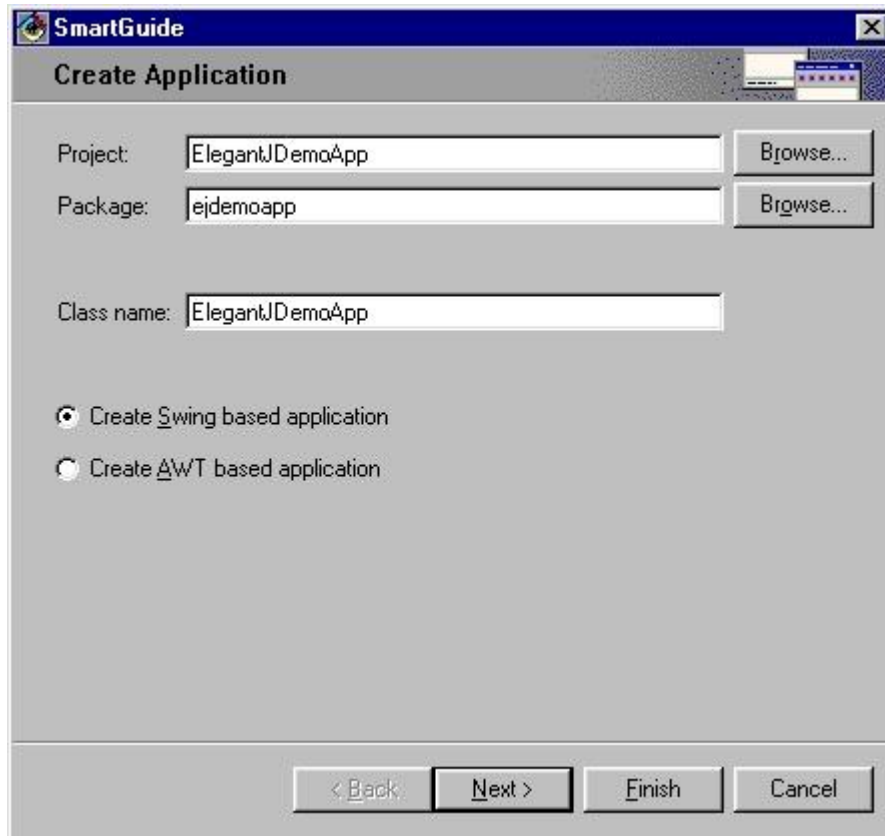 SmartGuide
Create Application
Project: ElegantJDemoApp Browse...
Package: ejdemoapp Browse...
Class name: ElegantJDemoApp
Create Swing based application
Create AWT based application
< Back Next > Finish Cancel